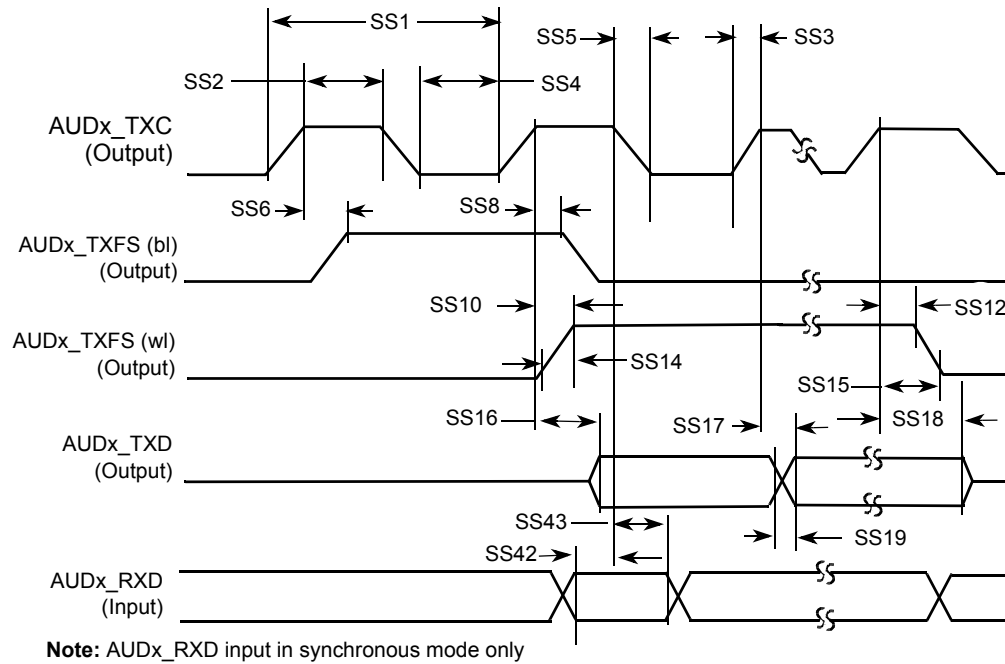 SS1
SS5
SS3
SS2
SS4
AUDx_TXC
(Output)
SS6
SS8
AUDx_TXFS (bl)
(Output)
SS10
SS12
AUDx_TXFS (wl)
(Output)
SS14
SS15
SS16
SS17
SS18
AUDx_TXD
(Output)
SS43
SS19
SS42
AUDx_RXD
(Input)
Note: AUDx_RXD input in synchronous mode only